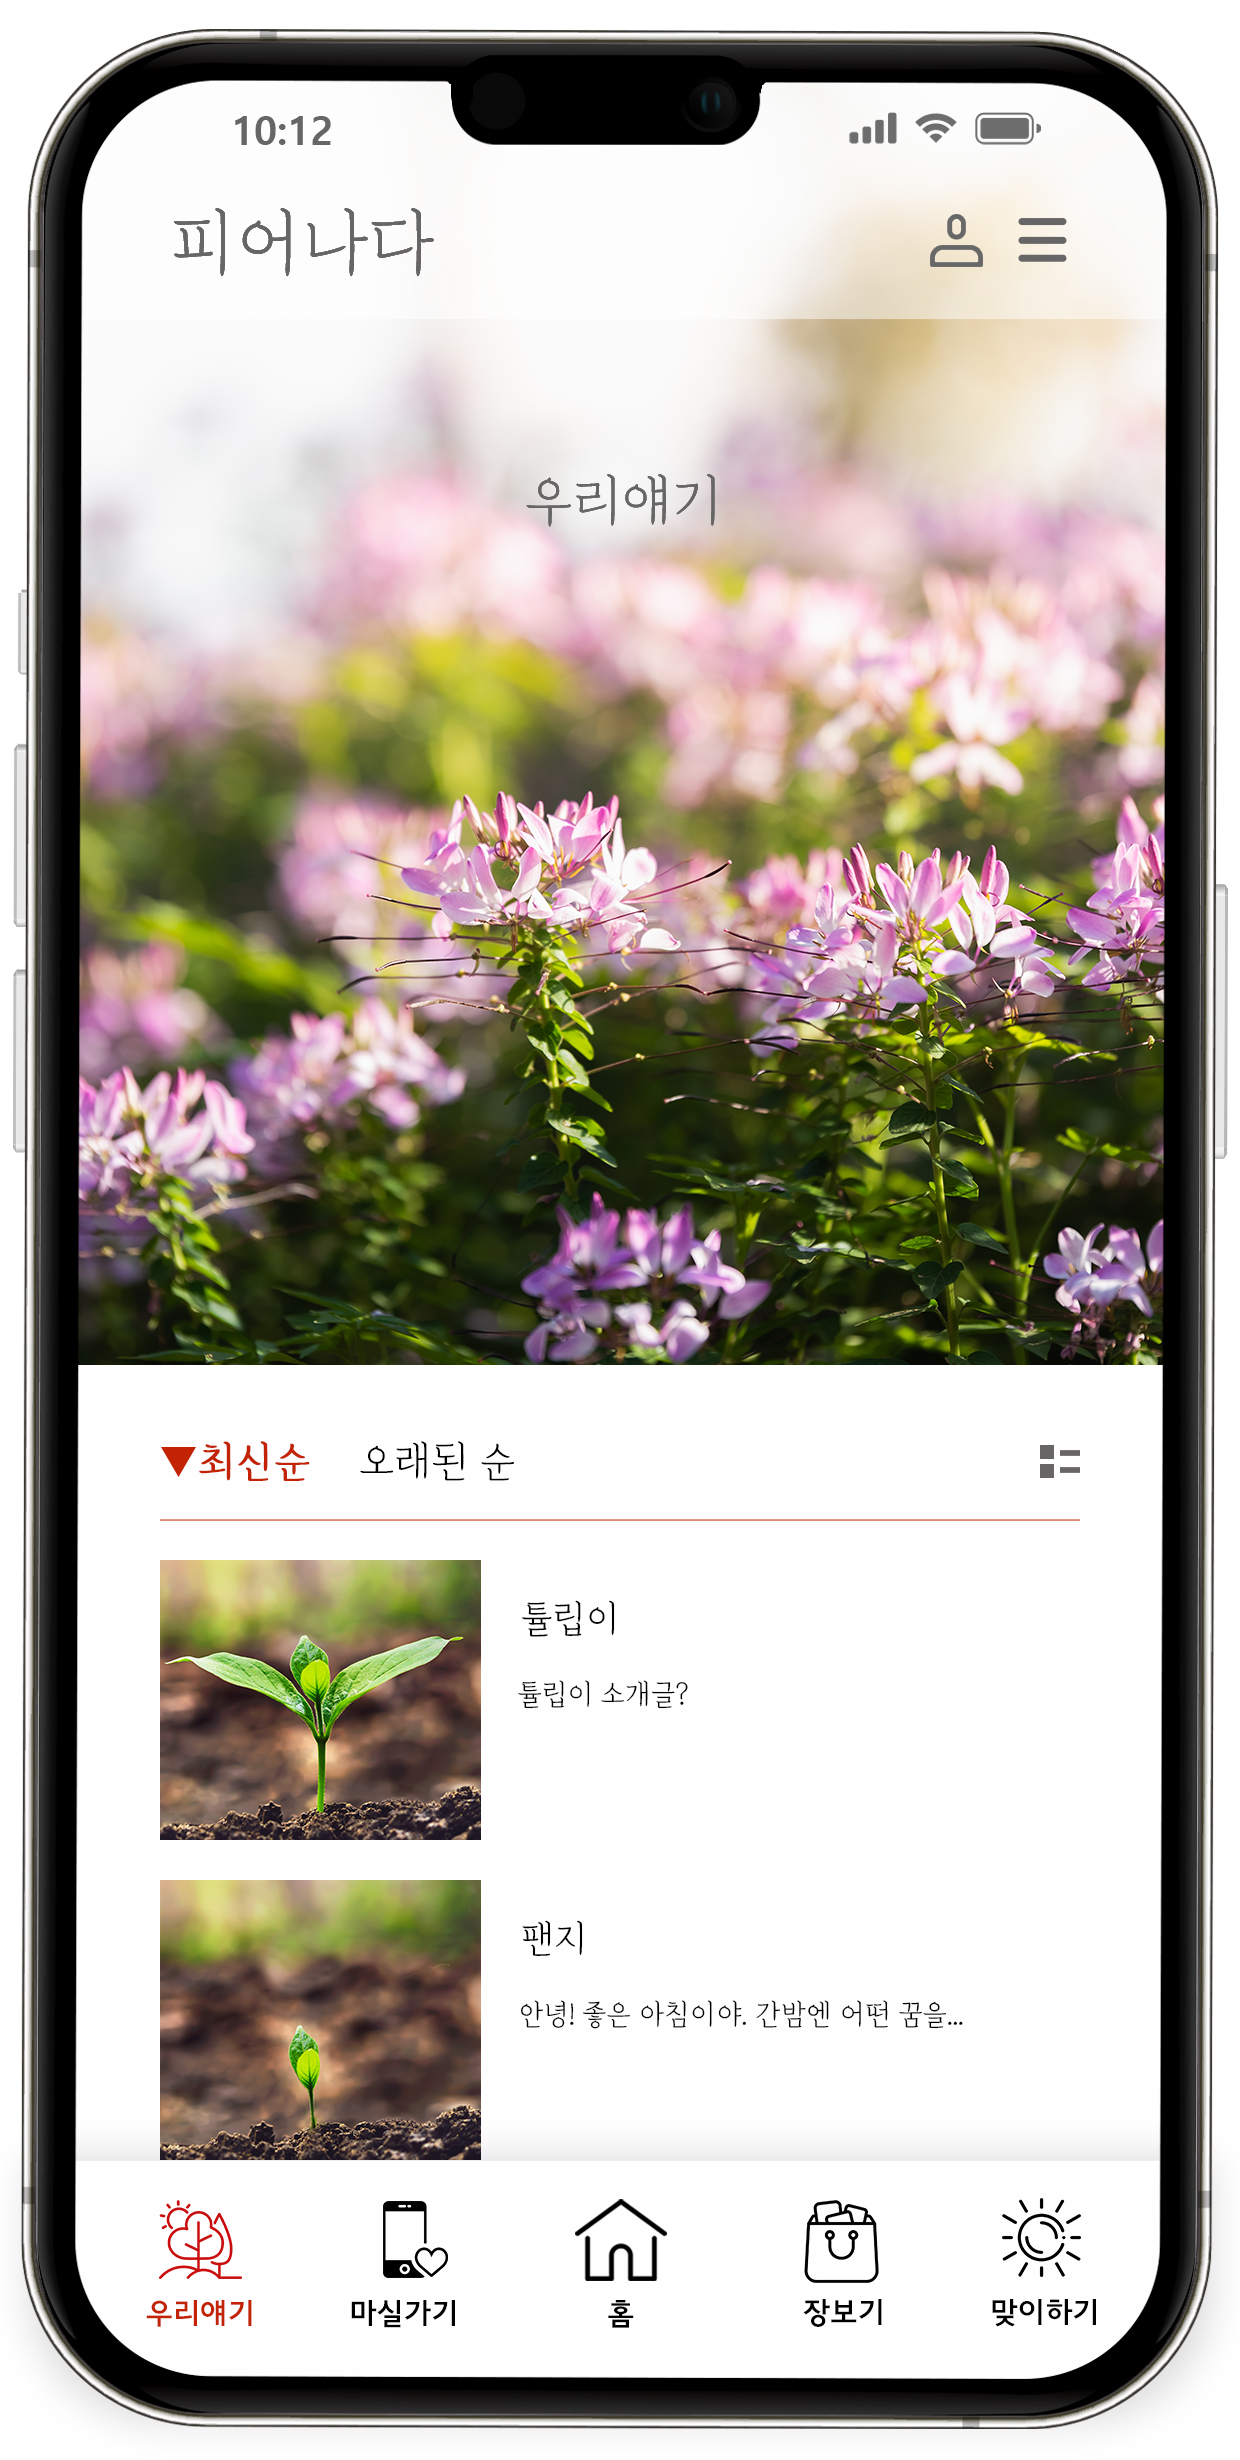 10:12
피어나다
우리얘기
▼최신순 오래된 순
튤립이
튤립이 소개글?
팬지
안녕! 좋은 아침이야. 간밤엔 어떤 꿈을...
우리얘기 마실가기 홈 장보기 맞이하기